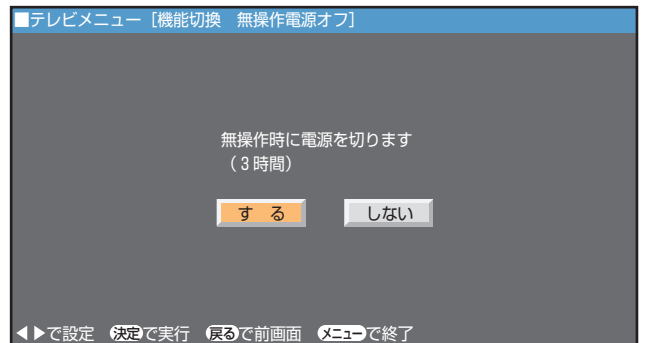 ■テレビメニュー［機能切換　無操作電源オフ］
無操作時に電源を切ります
（３時間）
する　しない
◀▶で設定　決定で実行　戻るで前画面　メニューで終了